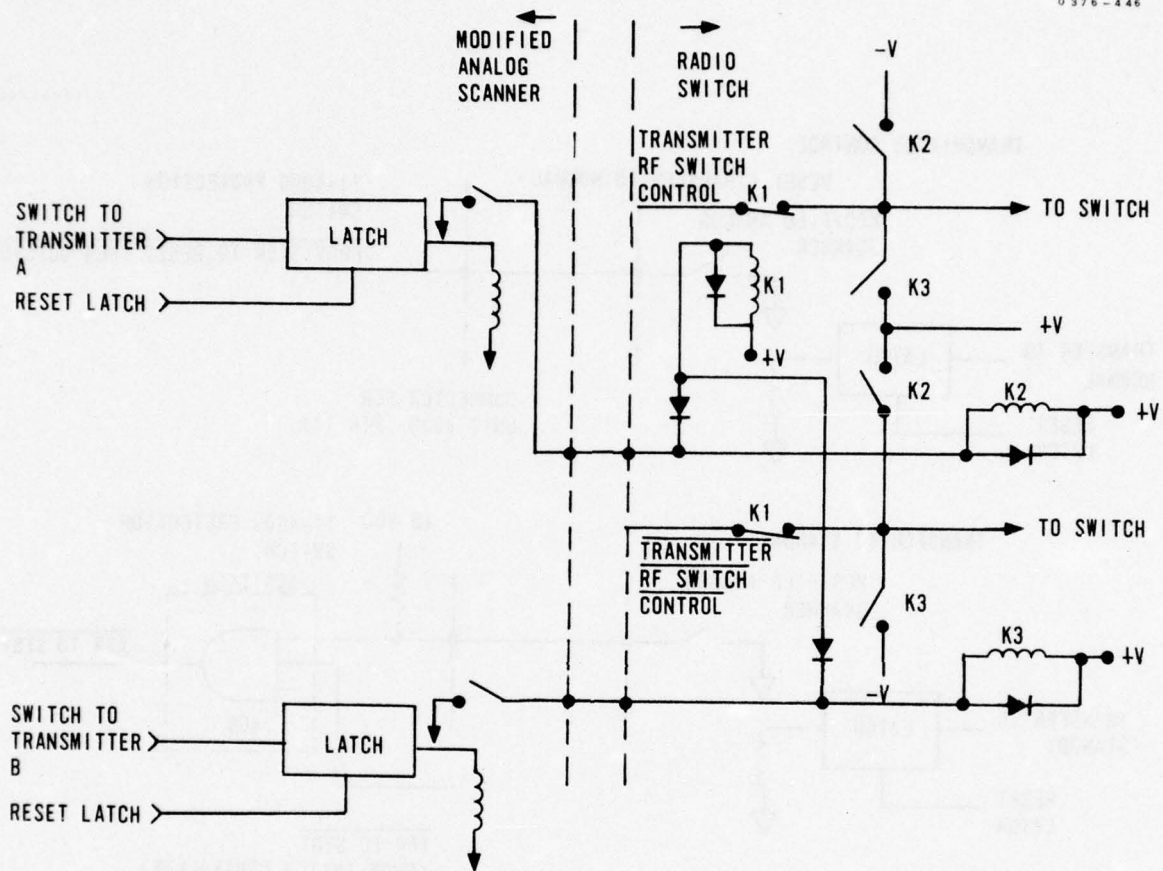 0376-446
MODIFIED
ANALOG
SCANNER
RADIO
SWITCH
-V
K2
TRANSMITTER
RF SWITCH
CONTROL
K1
TO SWITCH
SWITCH TO
TRANSMITTER
A
LATCH
RESET LATCH
K1
K3
+V
+V
K2
K2
+V
K1
TO SWITCH
TRANSMITTER
RF SWITCH
CONTROL
K3
K3
+V
-V
SWITCH TO
TRANSMITTER
B
LATCH
RESET LATCH